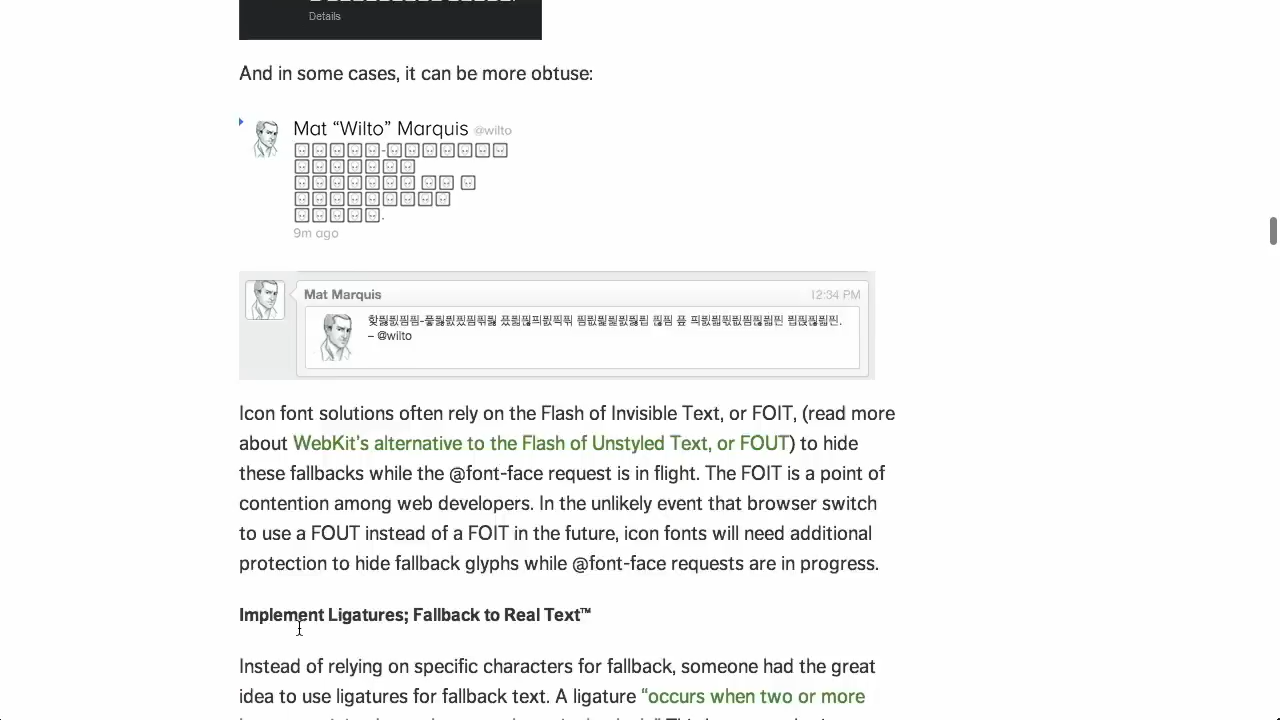 Details
And in some cases, it can be more obtuse:
Mat “Wilto” Marquis @wilto
9m ago
Mat Marquis 12:34 PM
– @wilto
Icon font solutions often rely on the Flash of Invisible Text, or FOIT, (read more
about WebKit’s alternative to the Flash of Unstyled Text, or FOUT) to hide
these fallbacks while the @font-face request is in flight. The FOIT is a point of
contention among web developers. In the unlikely event that browser switch
to use a FOUT instead of a FOIT in the future, icon fonts will need additional
protection to hide fallback glyphs while @font-face requests are in progress.
Implement Ligatures; Fallback to Real Text™
Instead of relying on specific characters for fallback, someone had the great
idea to use ligatures for fallback text. A ligature “occurs when two or more